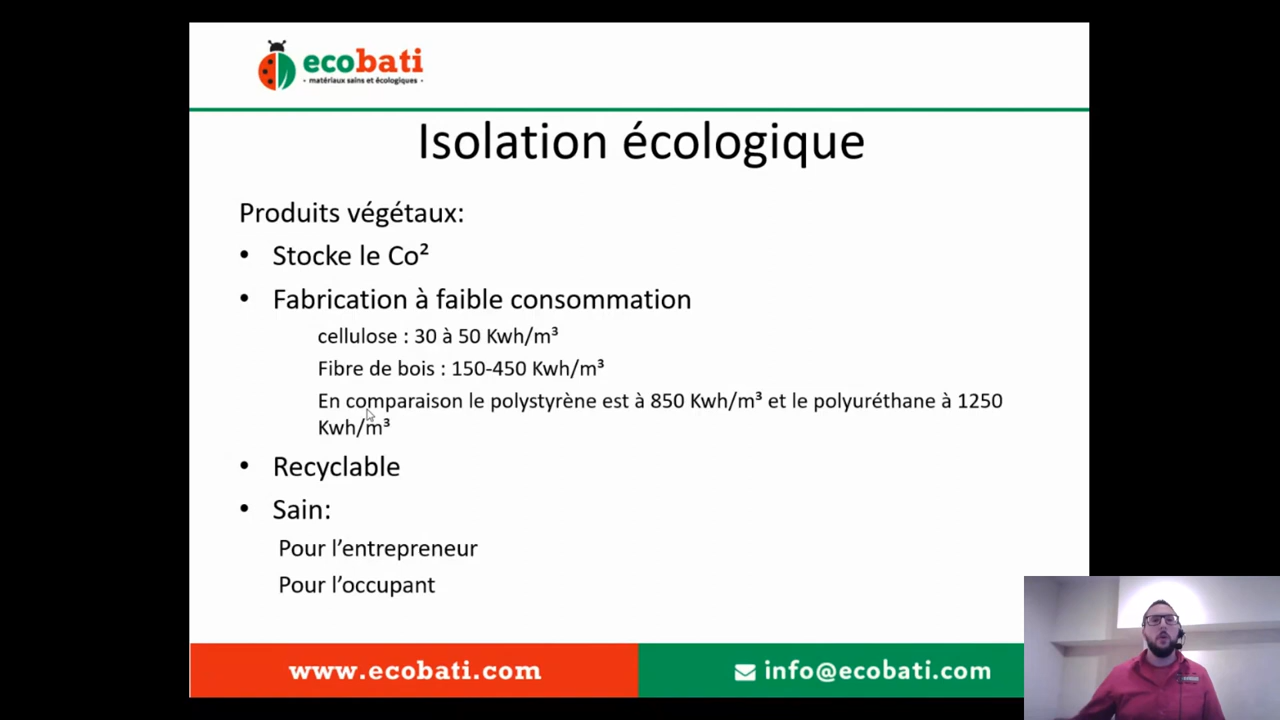 ecobati
• matériaux sains et écologiques •
Isolation écologique
Produits végétaux:
• Stocke le Co²
• Fabrication à faible consommation
cellulose : 30 à 50 Kwh/m³
Fibre de bois : 150-450 Kwh/m³
En comparaison le polystyrène est à 850 Kwh/m³ et le polyuréthane à 1250
Kwh/m³
• Recyclable
• Sain:
Pour l’entrepreneur
Pour l’occupant
www.ecobati.com
info@ecobati.com